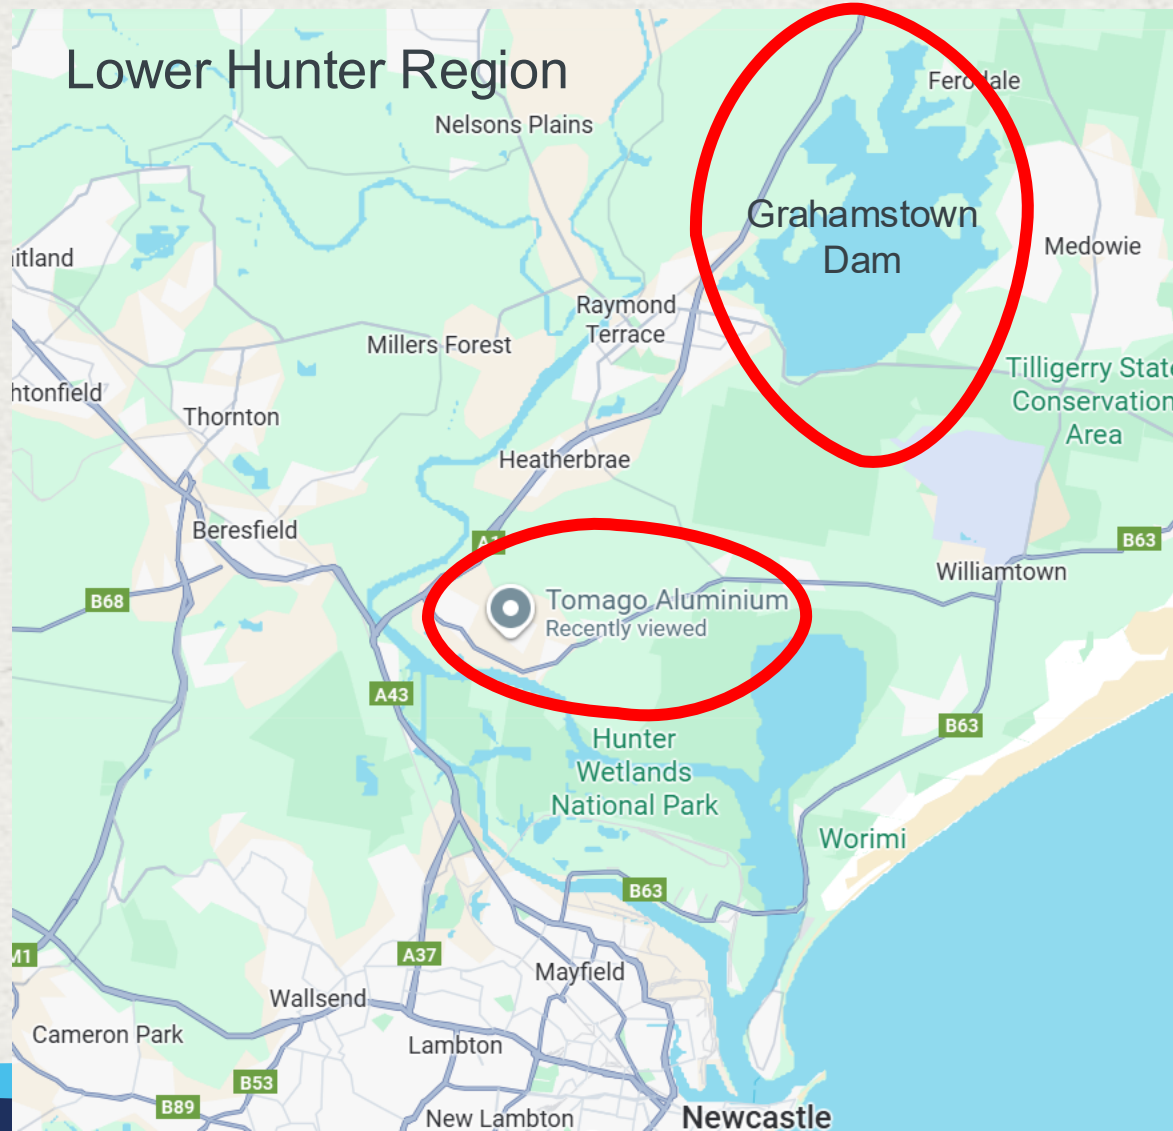 Lower Hunter Region
Ferodale
Nelsons Plains
Grahamstown
Dam
Medowie
itland
Raymond
Terrace
Millers Forest
Tilligerry State
Conservation
Area
htonfield
Thornton
Heatherbrae
Beresfield
A1
B63
Williamtown
B68
Tomago Aluminium
Recently viewed
A43
B63
Hunter
Wetlands
National Park
Worimi
B63
M1
A37
Mayfield
Wallsend
Cameron Park
Lambton
B53
B89
New Lambton
Newcastle